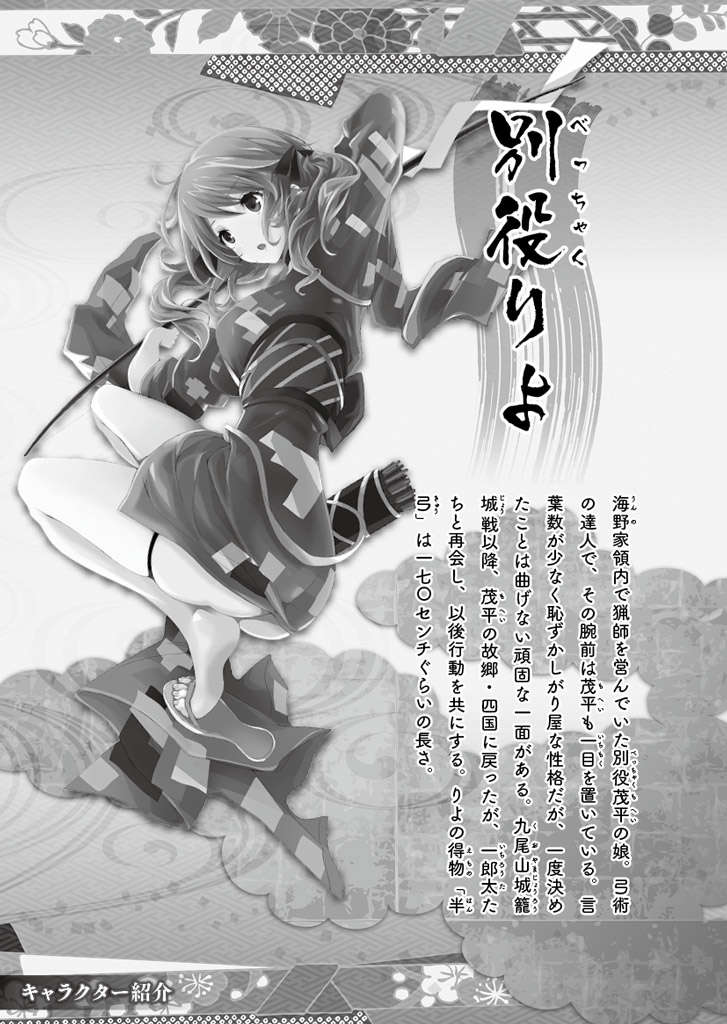 別役りよ
べっちゃく
海野家領内で猟師を営んでいた別役茂平の娘。弓術
の達人で、その腕前は茂平も一目を置いている。言
葉数が少なく恥ずかしがり屋な性格だが、一度決め
たことは曲げない頑固な一面がある。九尾山城籠
城戦以降、茂平の故郷・四国に戻ったが、一郎太た
ちと再会し、以後行動を共にする。りよの得物「半
弓」は一七〇センチぐらいの長さ。
キャラクター紹介